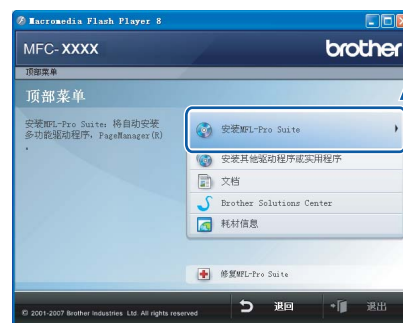 Macromedia Flash Player 8
MFC-XXXX
brother
顶部菜单
顶部菜单
安装MFL-Pro Suite: 将自动安装
多功能驱动程序, PageManager(R)
.
安装MFL-Pro Suite
安装其他驱动程序或实用程序
文档
Brother Solutions Center
耗材信息
修复MFL-Pro Suite
© 2001-2007 Brother Industries Ltd. All rights reserved
退回
退出